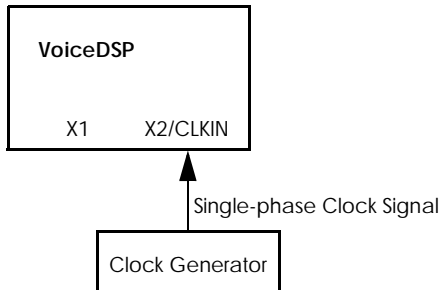 VoiceDSP
X1 X2/CLKIN
Single-phase Clock Signal
Clock Generator